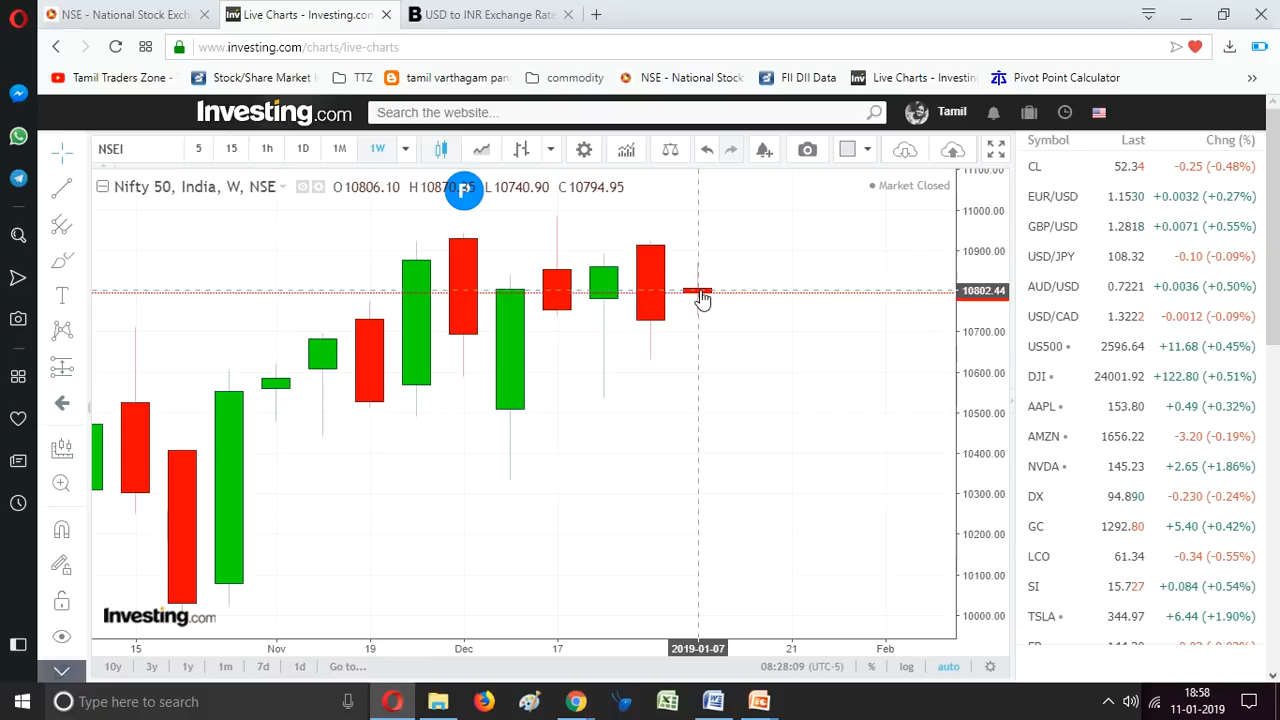 NSE - National Stock Exch
Live Charts - Investing.com
USD to INR Exchange Rate
www.investing.com/charts/live-charts
Tamil Traders Zone -
Stock/Share Market
TTZ
tamil varthagam pan
commodity
NSE - National Stock
FII DII Data
Live Charts - Investin
Pivot Point Calculator
Investing.com
Search the website...
Tamil
NSEI
5
15
1h
1D
1M
1W
Nifty 50, India, W, NSE
O10806.10 L10740.90 C10794.95
P
Market Closed
11100.00
11000.00
10900.00
10802.44
10700.00
10600.00
10500.00
10400.00
10300.00
10200.00
10100.00
10000.00
Investing.com
15 Nov 19 Dec 17 2019-01-07 21 Feb
10y 3y 1y 1m 7d 1d Go to... 08:28:09 (UTC-5) % log auto
Symbol Last Chng (%)
CL 52.34 -0.25 (-0.48%)
EUR/USD 1.1530 +0.0032 (+0.27%)
GBP/USD 1.2818 +0.0071 (+0.55%)
USD/JPY 108.32 -0.10 (-0.09%)
AUD/USD 0.7221 +0.0036 (+0.50%)
USD/CAD 1.3222 -0.0012 (-0.09%)
US500 2596.64 +11.68 (+0.45%)
DJI 24001.92 +122.80 (+0.51%)
AAPL 153.80 +0.49 (+0.32%)
AMZN 1656.22 -3.20 (-0.19%)
NVDA 145.23 +2.65 (+1.86%)
DX 94.890 -0.230 (-0.24%)
GC 1292.80 +5.40 (+0.42%)
LCO 61.34 -0.34 (-0.55%)
SI 15.727 +0.084 (+0.54%)
TSLA 344.97 +6.44 (+1.90%)
Type here to search
18:58
11-01-2019